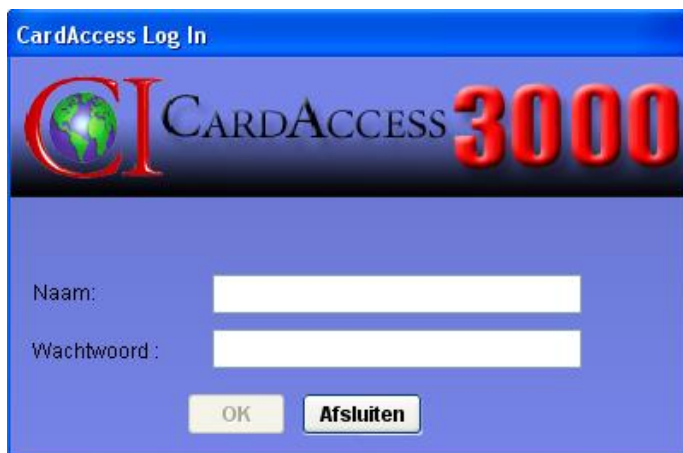 CardAccess Log In
CI CARDACCESS 3000
Naam:
Wachtwoord :
OK Afsluiten